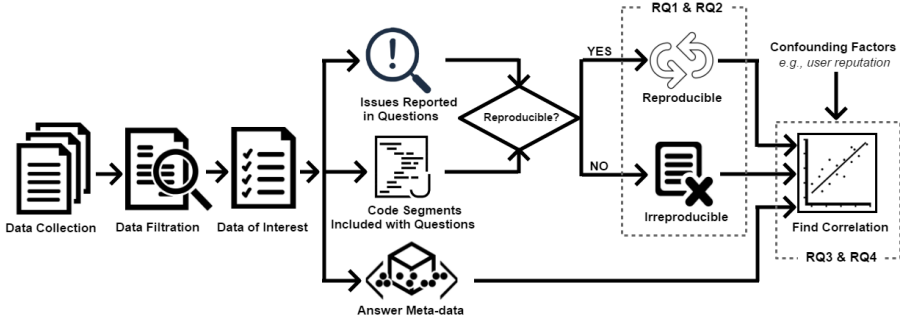 RQ1 & RQ2
YES
Confounding Factors
e.g., user reputation
Issues Reported
in Questions
Reproducible
Reproducible?
NO
Data Collection
Data Filtration
Data of Interest
Code Segments
Included with Questions
Irreproducible
Find Correlation
RQ3 & RQ4
Answer Meta-data